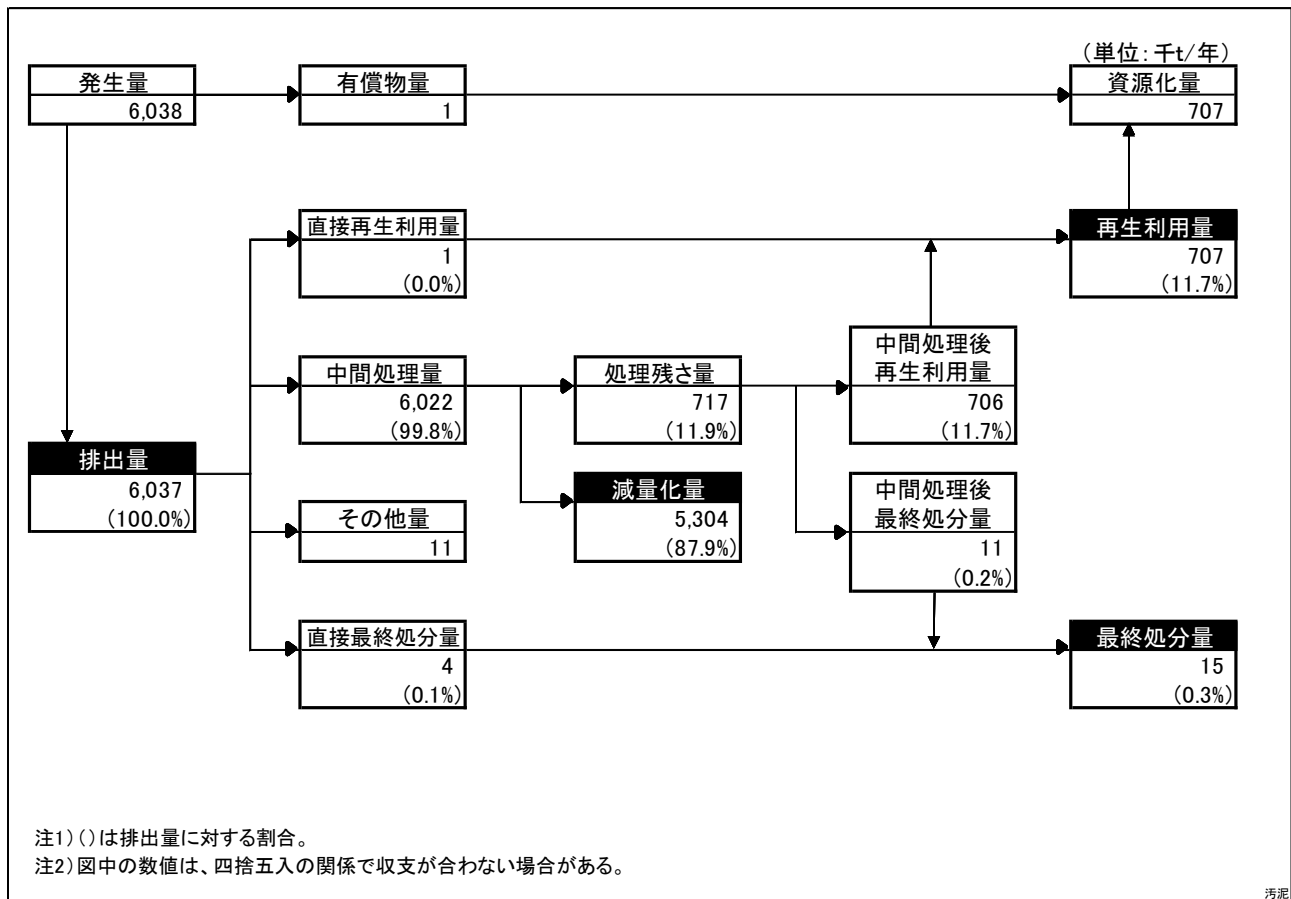 (単位：千t/年)
発生量
6,038
有償物量
1
資源化量
707
直接再生利用量
1
(0.0%)
再生利用量
707
(11.7%)
中間処理量
6,022
(99.8%)
処理残さ量
717
(11.9%)
中間処理後
再生利用量
706
(11.7%)
排出量
6,037
(100.0%)
減量化量
5,304
(87.9%)
中間処理後
最終処分量
11
(0.2%)
その他量
11
直接最終処分量
4
(0.1%)
最終処分量
15
(0.3%)
注1)()は排出量に対する割合。
注2)図中の数値は、四捨五入の関係で収支が合わない場合がある。
汚泥